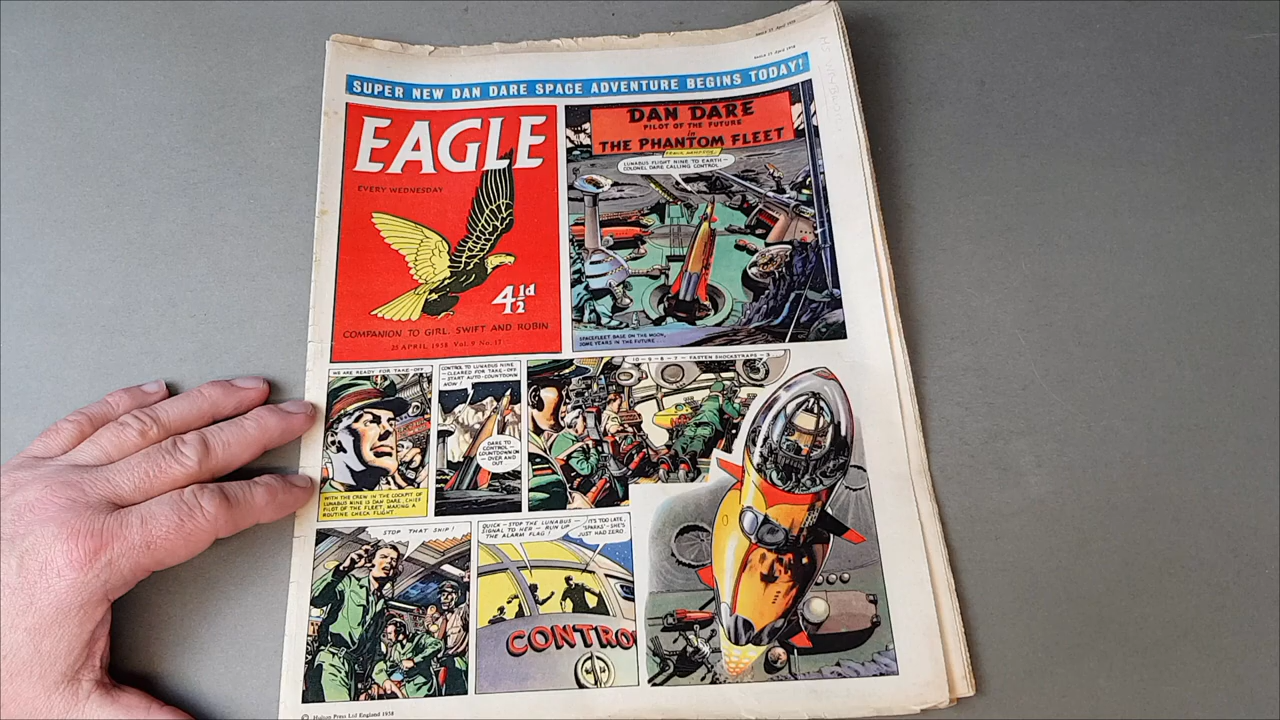 SUPER NEW DAN DARE SPACE ADVENTURE BEGINS TODAY!
EAGLE
EVERY WEDNESDAY
4½d
COMPANION TO GIRL, SWIFT AND ROBIN
25 APRIL 1958 Vol. 9 No. 17
DAN DARE
PILOT OF THE FUTURE
in
THE PHANTOM FLEET
LUNABUS FLIGHT NINE TO EARTH—
COLONEL DARE CALLING CONTROL
SPACEFLEET BASE ON THE MOON,
SOME YEARS IN THE FUTURE...
WE ARE READY FOR TAKE-OFF
WITH THE CREW IN THE COCKPIT OF
LUNABUS NINE IS DAN DARE, CHIEF
PILOT OF THE FLEET, MAKING A
ROUTINE CHECK FLIGHT.
CONTROL TO LUNABUS NINE
—CLEARED FOR TAKE-OFF
—START AUTO-COUNTDOWN
NOW!
DARE TO
CONTROL—
COUNTDOWN ON
—OVER AND
OUT...
10-9-8-7- FASTEN SHOCKSTRAPS-3...
STOP THAT SHIP!
QUICK—STOP THE LUNABUS—
SIGNAL TO HER—RUN UP
THE ALARM FLAG!
IT'S TOO LATE,
'SPARKS'—SHE'S
JUST HAD ZERO.
CONTRO
© Hulton Press Ltd England 1958